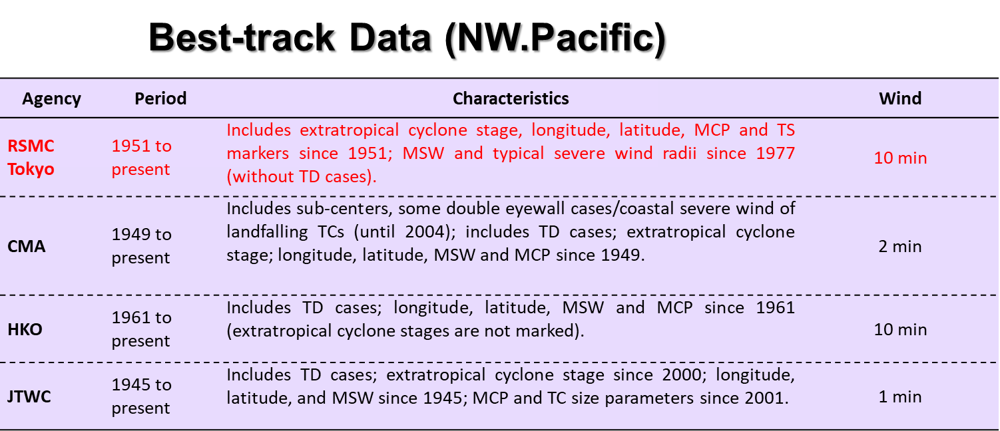 Best-track Data (NW.Pacific)
Agency Period Characteristics Wind
RSMC
Tokyo
1951 to
present
Includes extratropical cyclone stage, longitude, latitude, MCP and TS
markers since 1951; MSW and typical severe wind radii since 1977
(without TD cases).
10 min
CMA
1949 to
present
Includes sub-centers, some double eyewall cases/coastal severe wind of
landfalling TCs (until 2004); includes TD cases; extratropical cyclone
stage; longitude, latitude, MSW and MCP since 1949.
2 min
HKO
1961 to
present
Includes TD cases; longitude, latitude, MSW and MCP since 1961
(extratropical cyclone stages are not marked).
10 min
JTWC
1945 to
present
Includes TD cases; extratropical cyclone stage since 2000; longitude,
latitude, and MSW since 1945; MCP and TC size parameters since 2001.
1 min